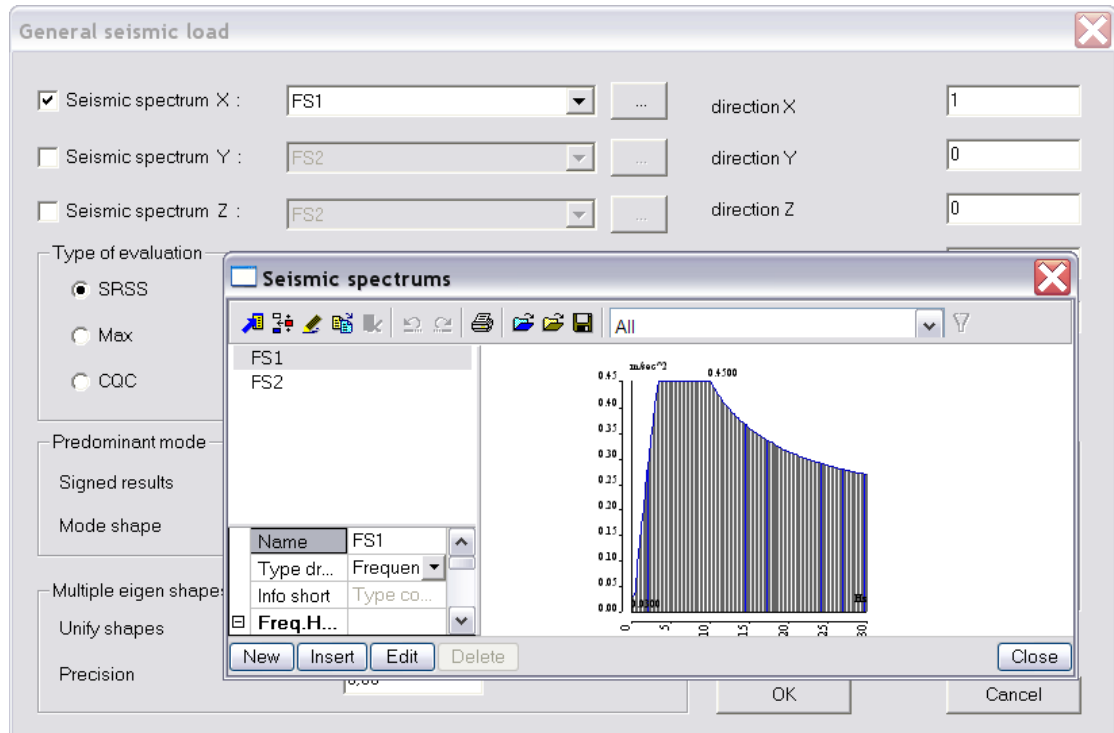 General seismic load
Seismic spectrum X : FS1 ... direction X 1
Seismic spectrum Y : FS2 ... direction Y 0
Seismic spectrum Z : FS2 ... direction Z 0
Type of evaluation
SRSS
Max
CQC
Predominant mode
Signed results
Mode shape
Multiple eigen shapes
Unify shapes
Precision
OK Cancel
Seismic spectrums
All
FS1
FS2
Name FS1
Type dr... Frequen
Info short Type co...
Freq.H...
m/sec^2
0.4500
0.45
0.40
0.35
0.30
0.25
0.20
0.15
0.10
0.05
0.00
0.0300
Hz
0 5 10 15 20 25 30
New Insert Edit Delete Close